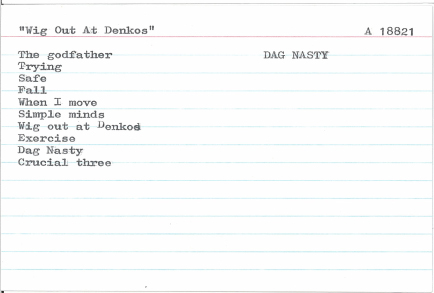 "Wig Out At Denkos" A 18821
The godfather DAG NASTY
Trying
Safe
Fall
When I move
Simple minds
Wig out at Denkos
Exercise
Dag Nasty
Crucial three